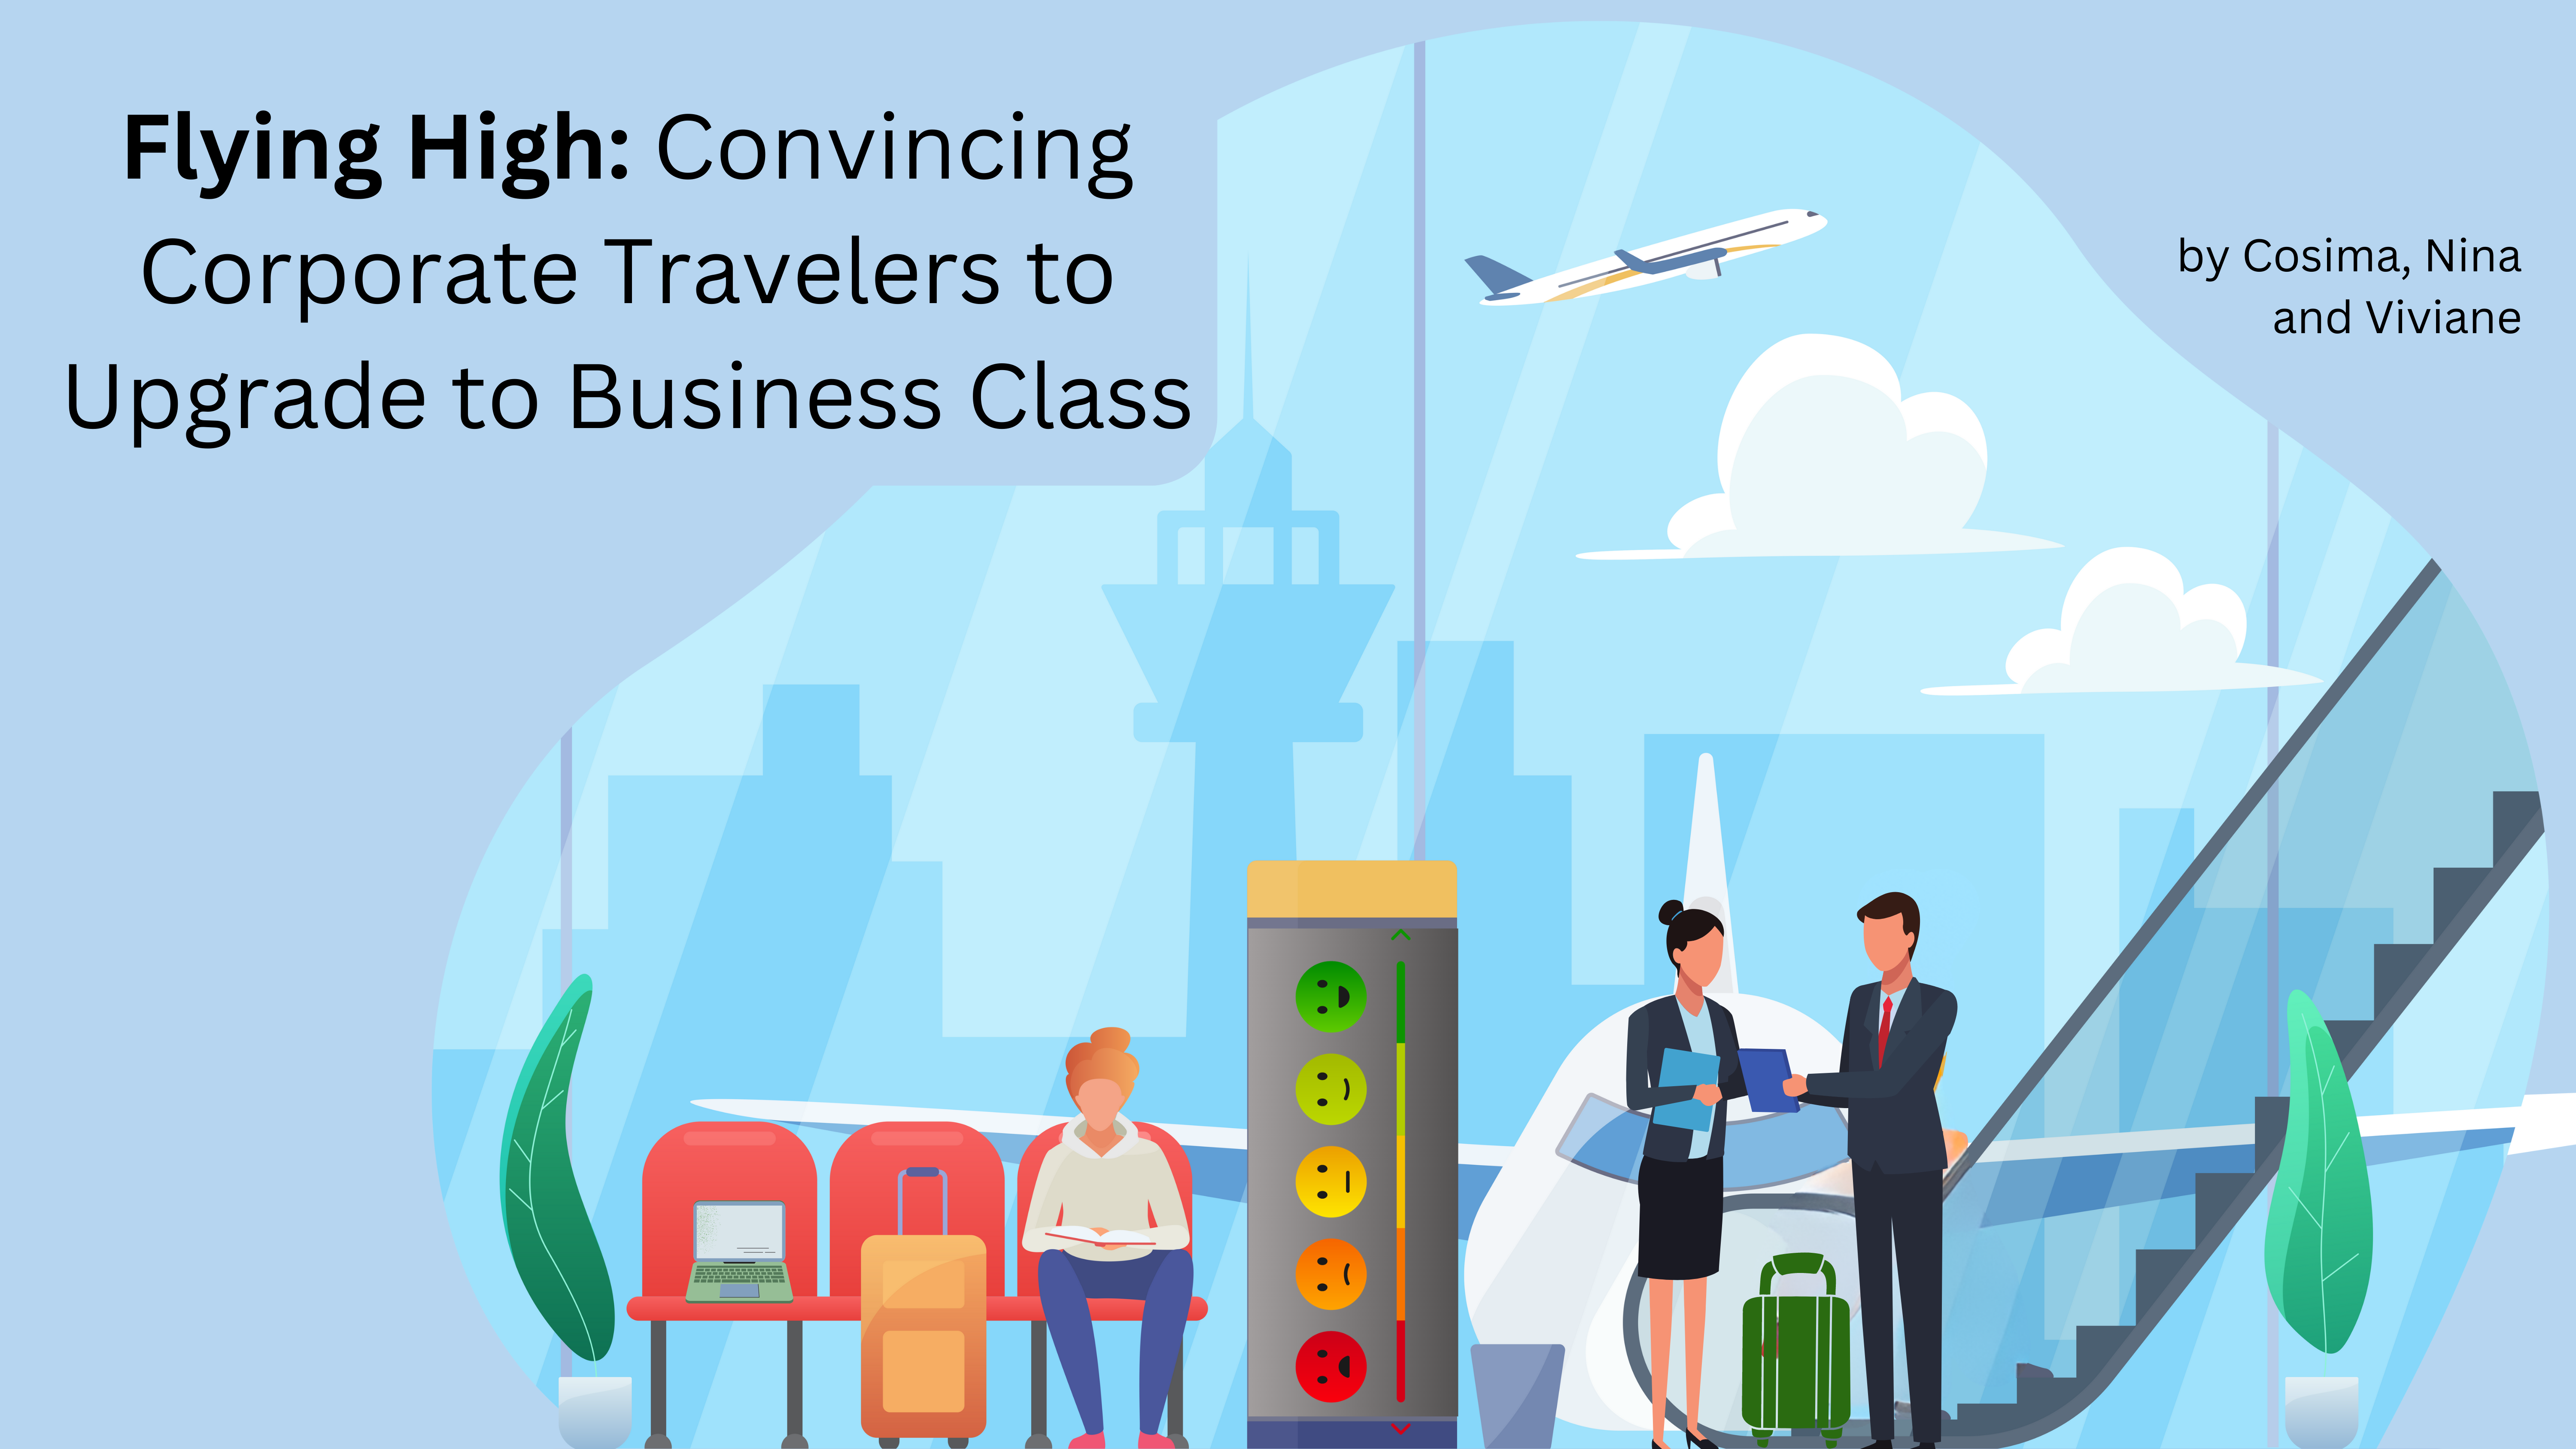 Flying High: Convincing
Corporate Travelers to
Upgrade to Business Class
by Cosima, Nina
and Viviane